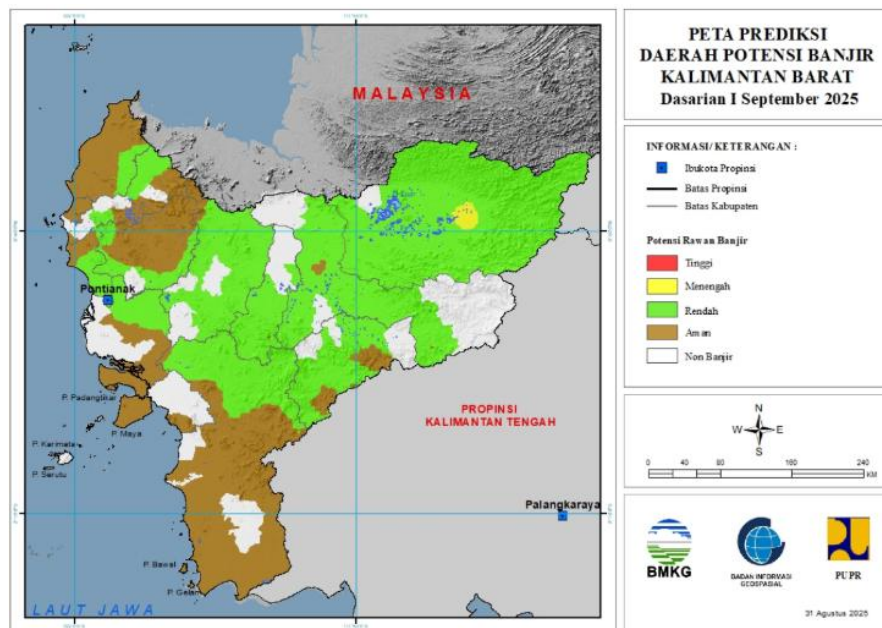 PETA PREDIKSI
DAERAH POTENSI BANJIR
KALIMANTAN BARAT
Dasarian I September 2025
MALAYSIA
INFORMASI/ KETERANGAN :
Ibukota Propinsi
Batas Propinsi
Batas Kabupaten
Potensi Rawan Banjir
Tinggi
Menengah
Rendah
Aman
Non Banjir
Pontianak
P. Padangtikar
P. Maya
P. Karimata
P. Serutu
PROPINSI
KALIMANTAN TENGAH
Palangkaraya
P. Bawal
P. Gelam
LAUT JAWA
N
W
E
S
0
40
80
160
240
KM
BMKG
BADAN INFORMASI
GEOSPASIAL
PUPR
31 Agustus 2025